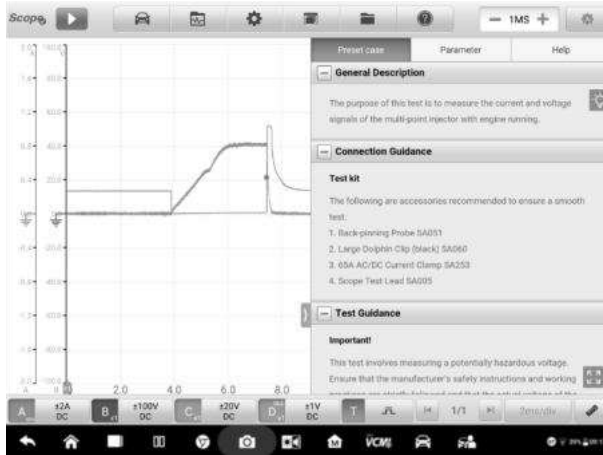 Scope
1MS
Preset case Parameter Help
General Description
The purpose of this test is to measure the current and voltage
signals of the multi-point injector with engine running.
Connection Guidance
Test kit
The following are accessories recommended to ensure a smooth
test:
1. Back-pinning Probe SA051
2. Large Dolphin Clip (black) SA060
3. 65A AC/DC Current Clamp SA253
4. Scope Test Lead SA005
Test Guidance
Important!
This test involves measuring a potentially hazardous voltage.
Ensure that the manufacturer's safety instructions and working
2.0 4.0 6.0 8.0
A ±2A DC B ±100V DC C ±20V DC D ±1V DC T 1/1 2ms/div
VCMI